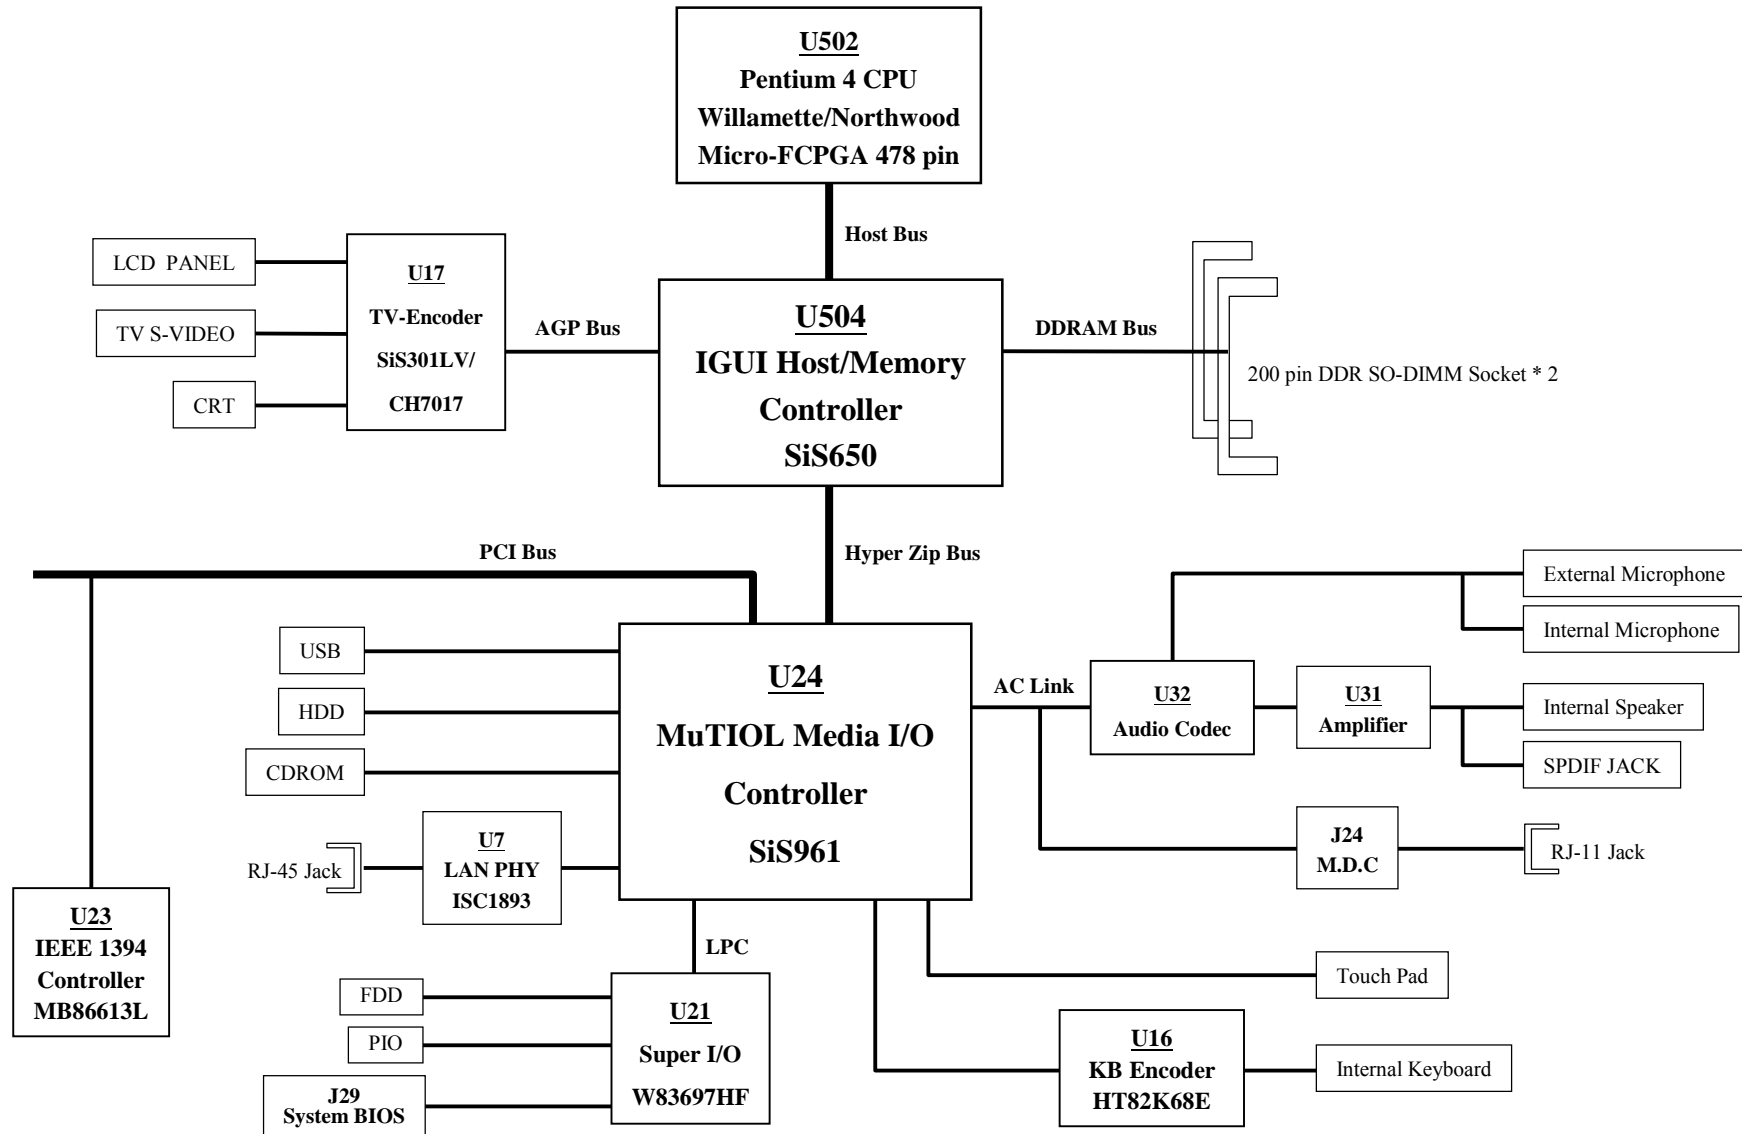 U502
Pentium 4 CPU
Willamette/Northwood
Micro-FCPGA 478 pin
Host Bus
LCD PANEL
TV S-VIDEO
CRT
U17
TV-Encoder
SiS301LV/
CH7017
AGP Bus
U504
IGUI Host/Memory
Controller
SiS650
DDRAM Bus
200 pin DDR SO-DIMM Socket * 2
PCI Bus
Hyper Zip Bus
USB
HDD
CDROM
RJ-45 Jack
U7
LAN PHY
ISC1893
U24
MuTIOL Media I/O
Controller
SiS961
AC Link
U32
Audio Codec
U31
Amplifier
External Microphone
Internal Microphone
Internal Speaker
SPDIF JACK
J24
M.D.C
RJ-11 Jack
U23
IEEE 1394
Controller
MB86613L
LPC
FDD
PIO
J29
System BIOS
U21
Super I/O
W83697HF
Touch Pad
U16
KB Encoder
HT82K68E
Internal Keyboard